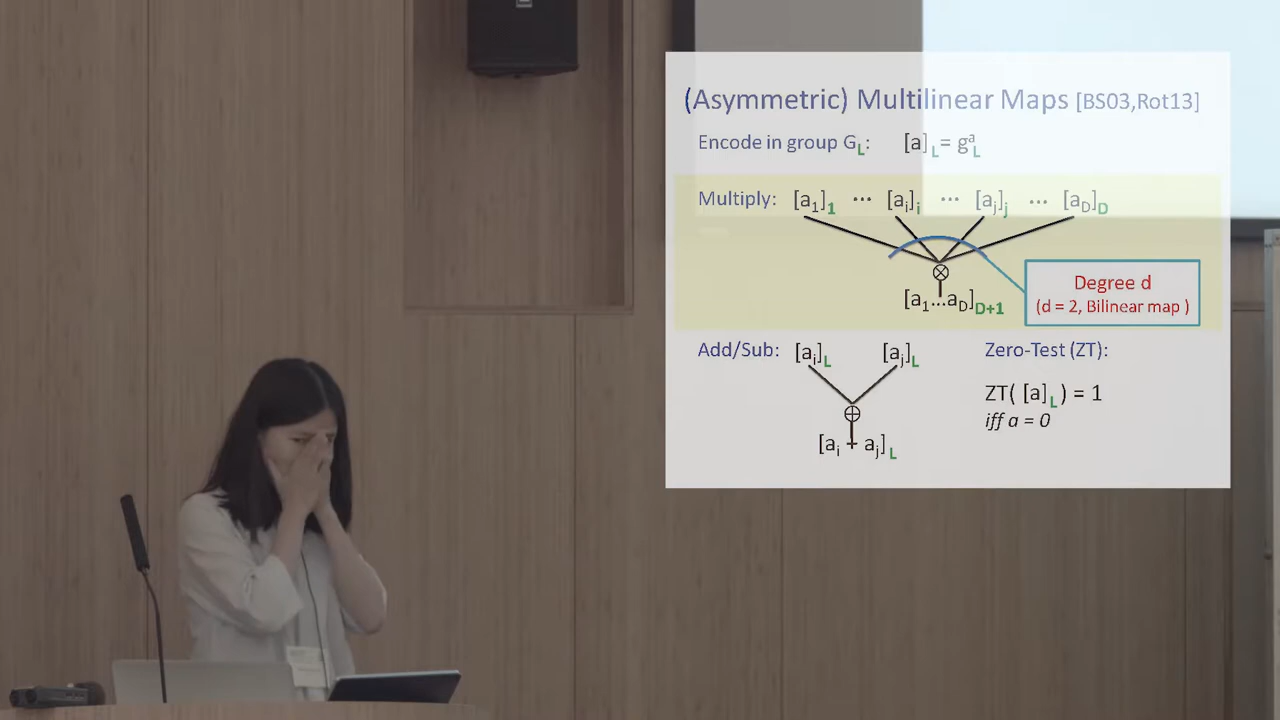 (Asymmetric) Multilinear Maps [BS03,Rot13]
Encode in group G_L: [a]_L = g^a_L
Multiply: [a_1]_1 ... [a_i]_i ... [a_j]_j ... [a_D]_D
⊗
Degree d
[a_1...a_D]_D+1
(d = 2, Bilinear map )
Add/Sub: [a_i]_L [a_j]_L Zero-Test (ZT):
ZT( [a]_L ) = 1
⊕
iff a = 0
[a_i + a_j]_L